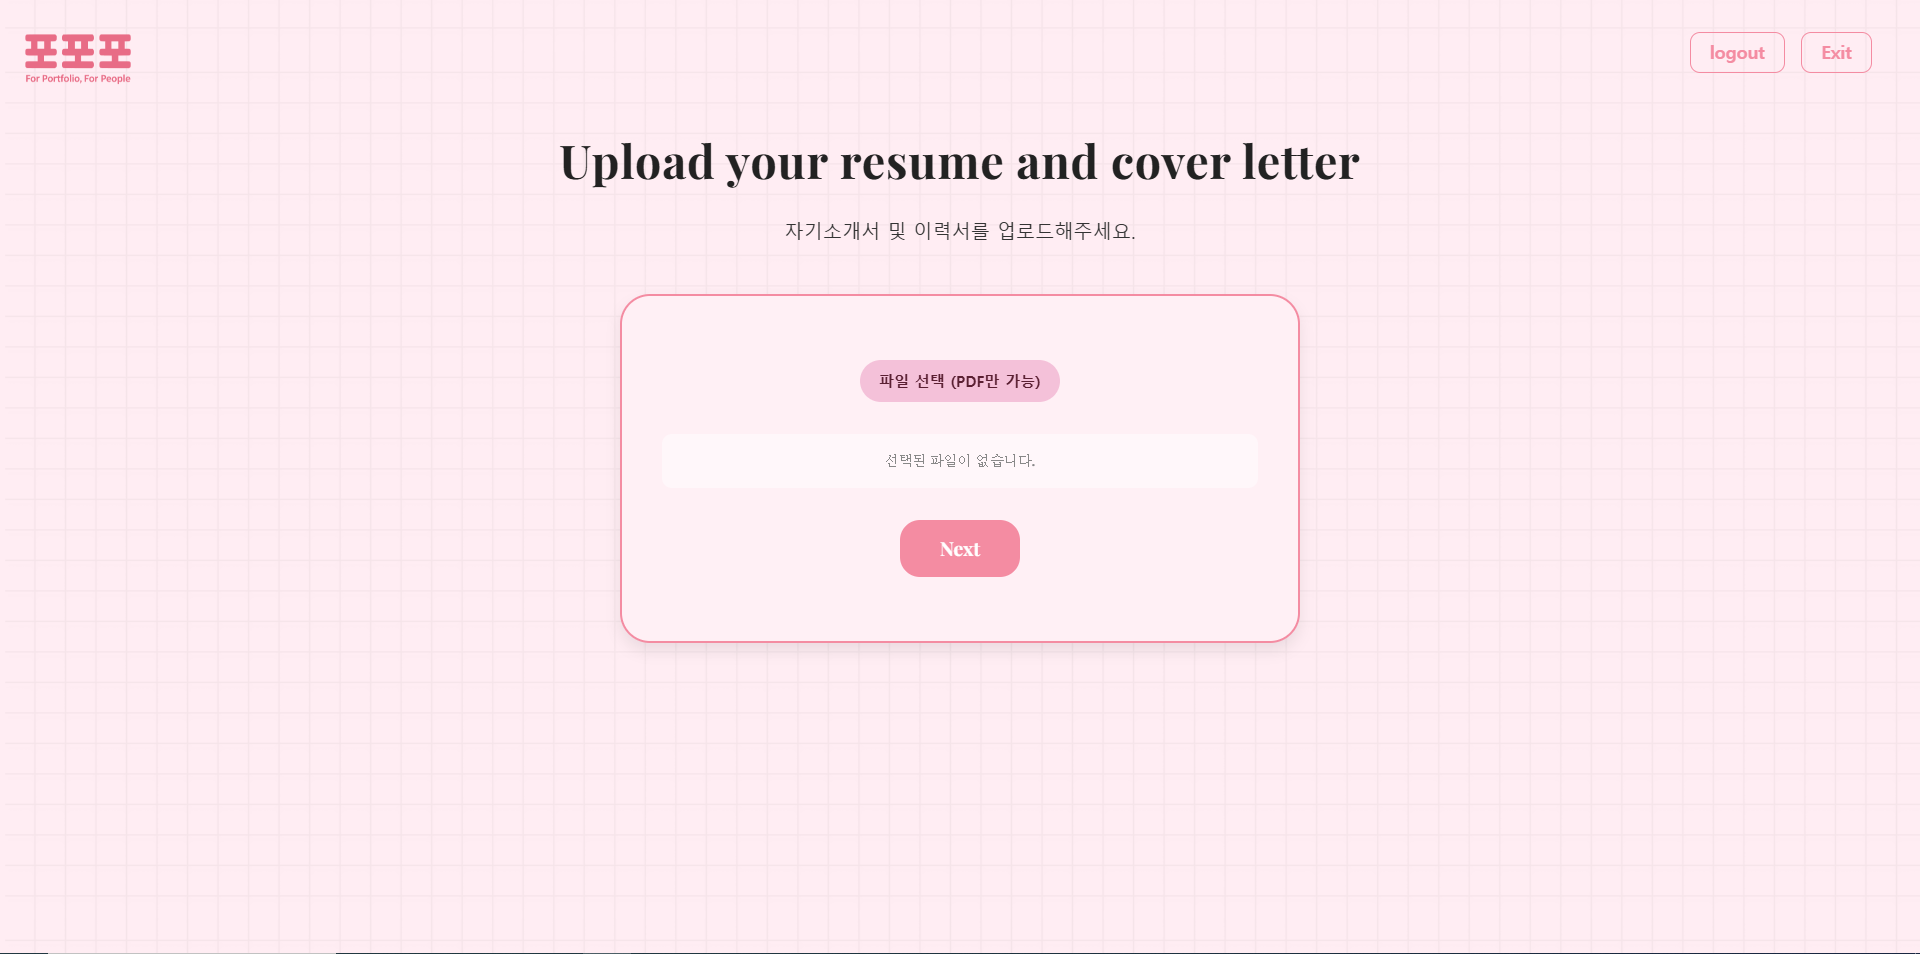 포포포
For Portfolio, For People
logout
Exit
Upload your resume and cover letter
자기소개서 및 이력서를 업로드해주세요.
파일 선택 (PDF만 가능)
선택된 파일이 없습니다.
Next